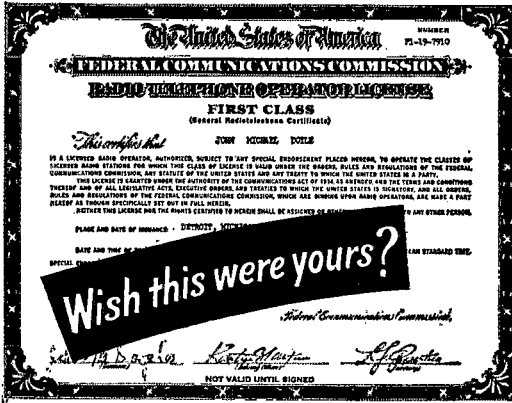 The United States of America
NUMBER
P1-19-7910
FEDERAL COMMUNICATIONS COMMISSION
RADIO TELEPHONE OPERATOR LICENSE
FIRST CLASS
(General Radiotelephone Certificate)
This certifies that JOHN MICHAEL DOYLE
IS A LICENSED RADIO OPERATOR, AUTHORIZED, SUBJECT TO ANY SPECIAL ENDORSEMENT PLACED HEREON, TO OPERATE THE CLASSES OF
LICENSED RADIO STATIONS FOR WHICH THIS CLASS OF LICENSE IS VALID UNDER THE ORDERS, RULES AND REGULATIONS OF THE FEDERAL
COMMUNICATIONS COMMISSION, ANY STATUTE OF THE UNITED STATES AND ANY TREATY TO WHICH THE UNITED STATES IS A PARTY.
THIS LICENSE IS GRANTED UNDER THE AUTHORITY OF THE COMMUNICATIONS ACT OF 1934 AS AMENDED, AND THE TERMS AND CONDITIONS
THEREOF AND OF ALL LEGISLATIVE ACTS, EXECUTIVE ORDERS, AND TREATIES TO WHICH THE UNITED STATES IS SIGNATORY, AND ALL ORDERS,
RULES AND REGULATIONS OF THE FEDERAL COMMUNICATIONS COMMISSION, WHICH ARE BINDING UPON RADIO OPERATORS, ARE MADE A PART
HEREOF AS THOUGH SPECIFICALLY SET OUT IN FULL HEREIN.
NEITHER THIS LICENSE NOR THE RIGHTS CERTIFIED TO HEREIN SHALL BE ASSIGNED OR TO ANY OTHER PERSON.
PLACE AND DATE OF ISSUANCE: DETROIT,
DATE AND TIME OF STANDARD TIME.
SPECIAL
Wish this were yours?
Federal Communications Commission,
NOT VALID UNTIL SIGNED